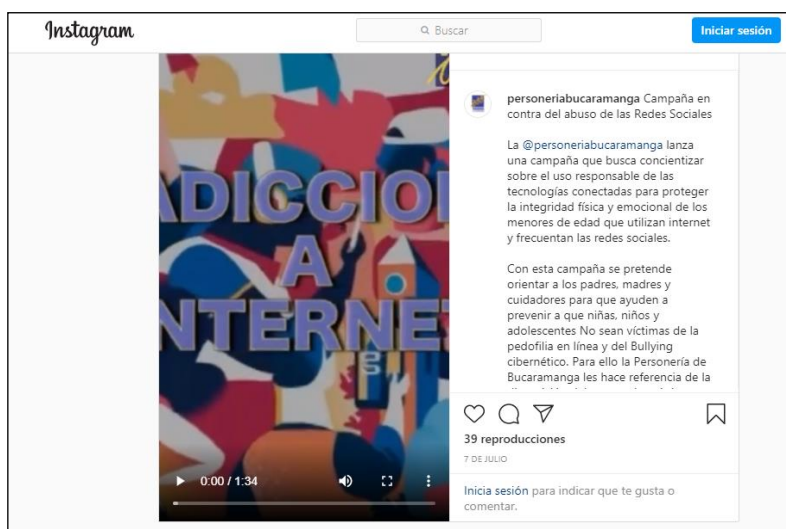 Instagram
Buscar
Iniciar sesión
ADICCION
A
INTERNET
personeriabucaramanga Campaña en
contra del abuso de las Redes Sociales
La @personeriabucaramanga lanza
una campaña que busca concientizar
sobre el uso responsable de las
tecnologías conectadas para proteger
la integridad física y emocional de los
menores de edad que utilizan internet
y frecuentan las redes sociales.
Con esta campaña se pretende
orientar a los padres, madres y
cuidadores para que ayuden a
prevenir a que niñas, niños y
adolescentes No sean víctimas de la
pedofilia en línea y del Bullying
cibernético. Para ello la Personería de
Bucaramanga les hace referencia de la
0:00 / 1:34
39 reproducciones
7 DE JULIO
Inicia sesión para indicar que te gusta o
comentar.